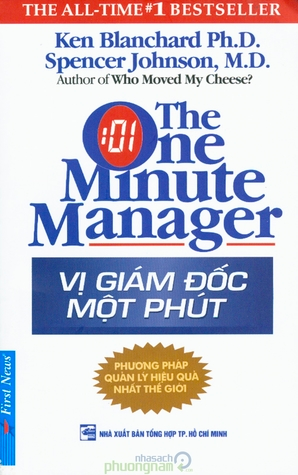 THE ALL-TIME #1 BESTSELLER
Ken Blanchard Ph.D.
Spencer Johnson, M.D.
Author of Who Moved My Cheese?
:01
The
One
Minute
Manager
VỊ GIÁM ĐỐC
MỘT PHÚT
PHƯƠNG PHÁP
QUẢN LÝ HIỆU QUẢ
NHẤT THẾ GIỚI
First News
NHÀ XUẤT BẢN TỔNG HỢP TP. HỒ CHÍ MINH
nhasach
phuongnam